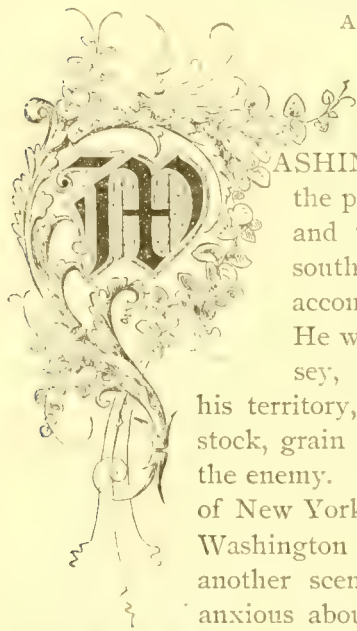 A
WASHIN
the p
and
south
accom
He w
sey,
his territory,
stock, grain
the enemy.
of New York
Washington
another scen
anxious abou